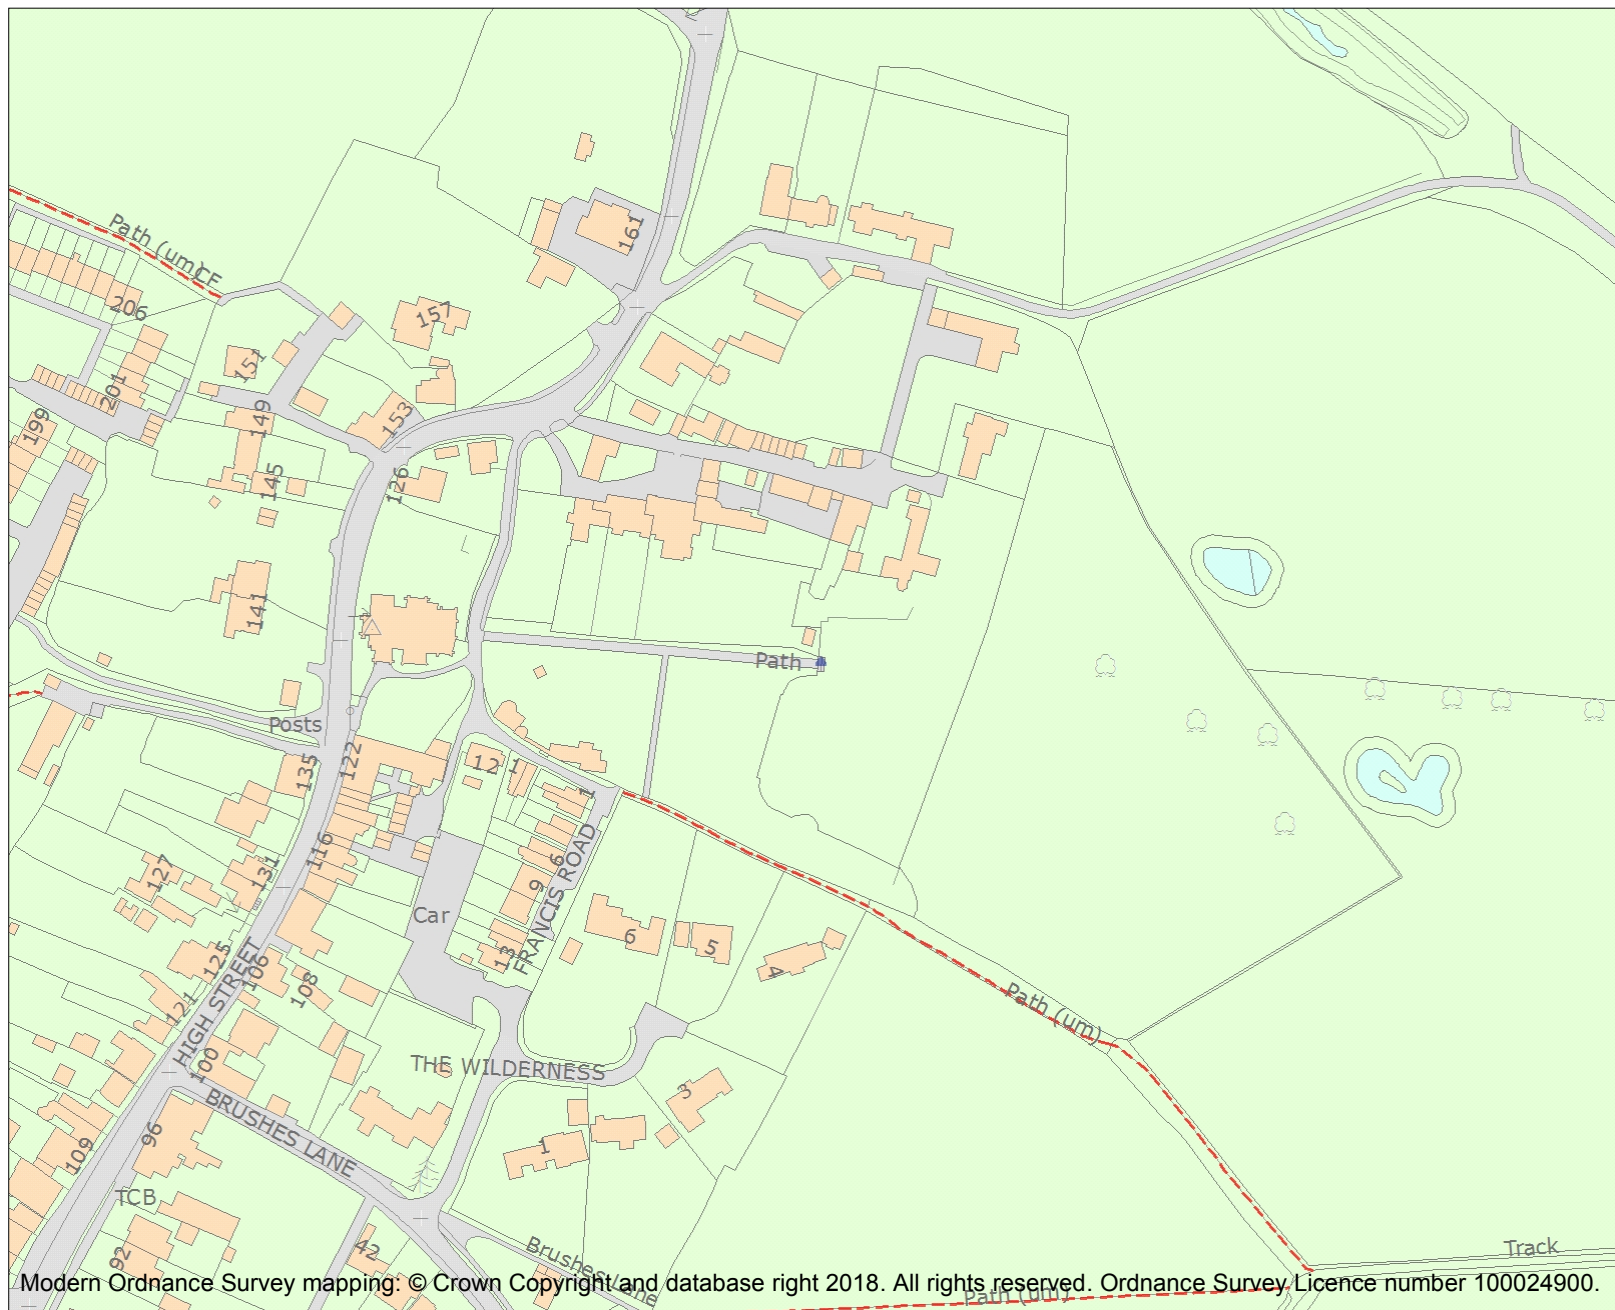 161
Path (um)
CF
206
157
151
201
149
153
199
145
126
141
Path
Posts
122
135
12
1
1
116
6
127
131
9
FRANCIS ROAD
Car
6
5
13
4
125
106
108
HIGH STREET
121
Path (um)
100
THE WILDERNESS
3
BRUSHES LANE
96
109
1
TCB
92
42
Brushes Lane
Track
Path (um)
Modern Ordnance Survey mapping: © Crown Copyright and database right 2018. All rights reserved. Ordnance Survey Licence number 100024900.